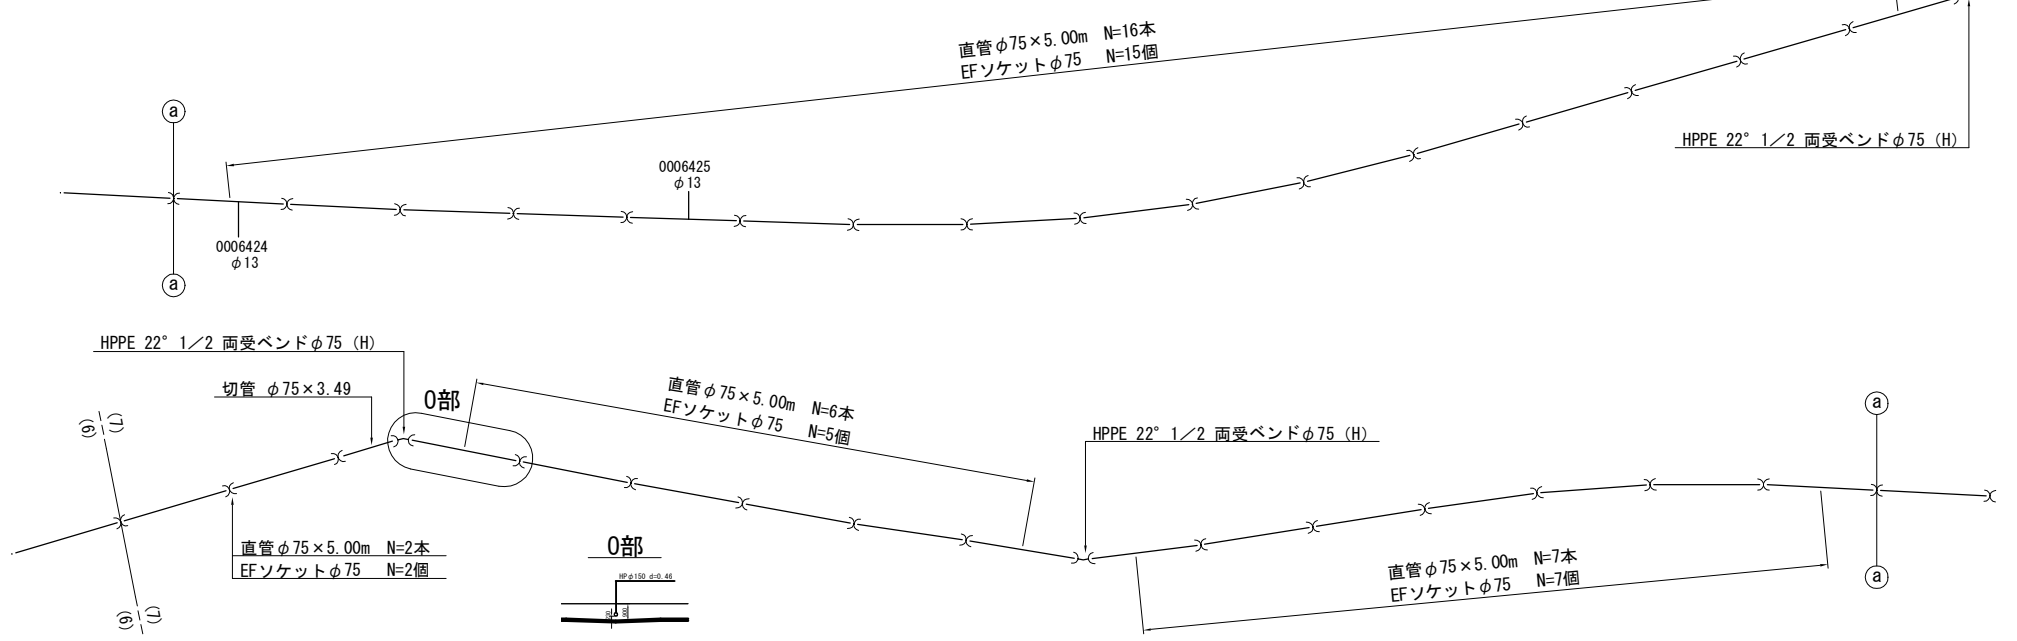 直管φ75×5.00m N=16本
EFソケットφ75 N=15個
HPPE 22°1／2 両受ベンドφ75 (H)
a
0006425
φ13
0006424
φ13
a
HPPE 22°1／2 両受ベンドφ75 (H)
切管 φ75×3.49
O部
直管φ75×5.00m N=6本
EFソケットφ75 N=5個
HPPE 22°1／2 両受ベンドφ75 (H)
a
(7)
(6)
直管φ75×5.00m N=2本
EFソケットφ75 N=2個
O部
HPφ150 d=0.46
直管φ75×5.00m N=7本
EFソケットφ75 N=7個
a
(7)
(6)